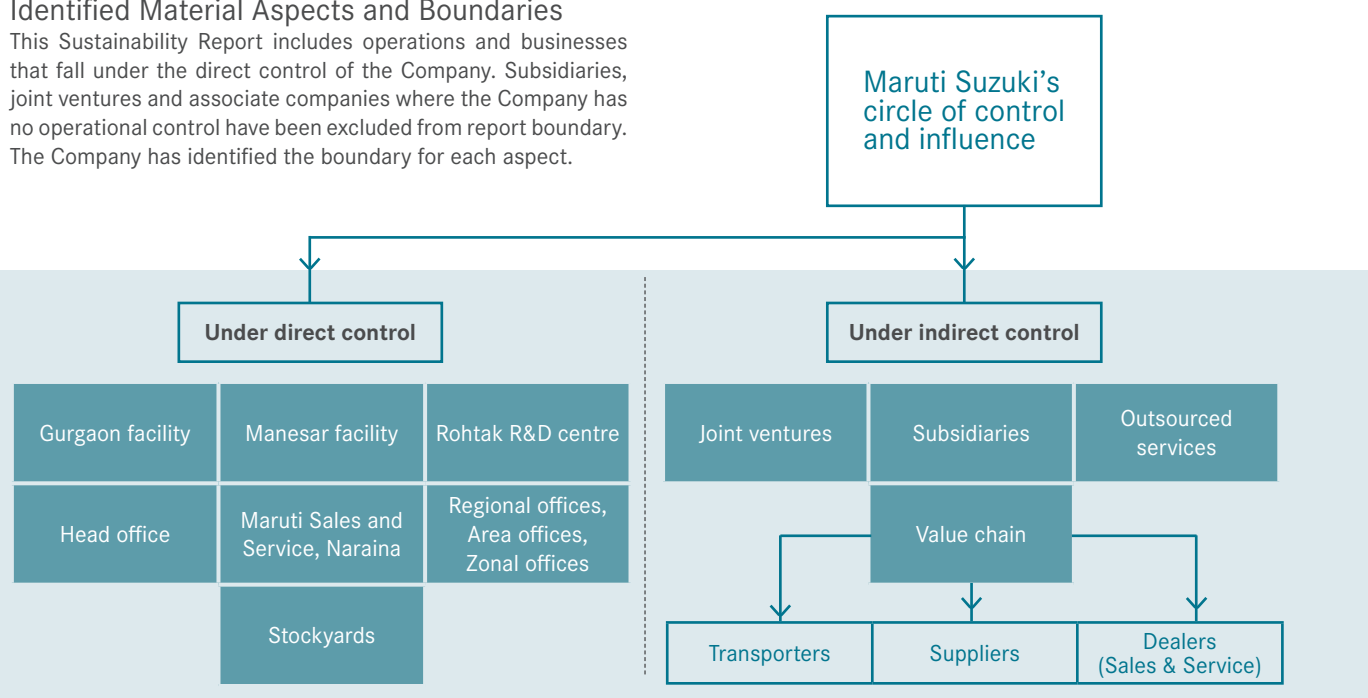 Identified Material Aspects and Boundaries
This Sustainability Report includes operations and businesses
that fall under the direct control of the Company. Subsidiaries,
joint ventures and associate companies where the Company has
no operational control have been excluded from report boundary.
The Company has identified the boundary for each aspect.
Maruti Suzuki’s
circle of control
and influence
Under direct control
Gurgaon facility
Manesar facility
Rohtak R&D centre
Head office
Maruti Sales and
Service, Naraina
Regional offices,
Area offices,
Zonal offices
Stockyards
Under indirect control
Joint ventures
Subsidiaries
Outsourced
services
Value chain
Transporters
Suppliers
Dealers
(Sales & Service)